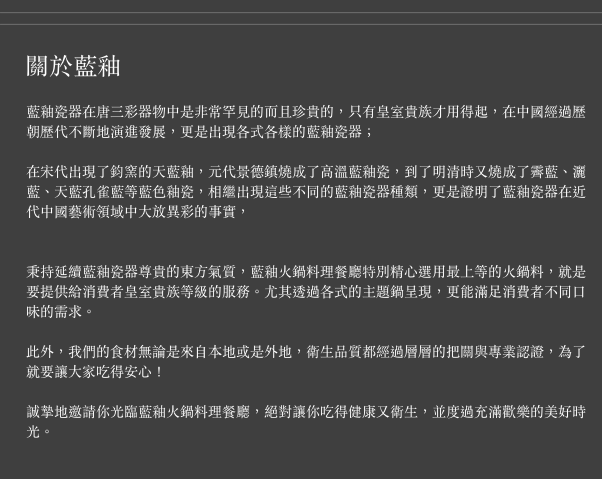 關於藍釉
藍釉瓷器在唐三彩器物中是非常罕見的而且珍貴的，只有皇室貴族才用得起，在中國經過歷
朝歷代不斷地演進發展，更是出現各式各樣的藍釉瓷器；
在宋代出現了鈞窯的天藍釉，元代景德鎮燒成了高溫藍釉瓷，到了明清時又燒成了霽藍、灑
藍、天藍孔雀藍等藍色釉瓷，相繼出現這些不同的藍釉瓷器種類，更是證明了藍釉瓷器在近
代中國藝術領域中大放異彩的事實，
秉持延續藍釉瓷器尊貴的東方氣質，藍釉火鍋料理餐廳特別精心選用最上等的火鍋料，就是
要提供給消費者皇室貴族等級的服務。尤其透過各式的主題鍋呈現，更能滿足消費者不同口
味的需求。
此外，我們的食材無論是來自本地或是外地，衛生品質都經過層層的把關與專業認證，為了
就要讓大家吃得安心！
誠摯地邀請你光臨藍釉火鍋料理餐廳，絕對讓你吃得健康又衛生，並度過充滿歡樂的美好時
光。